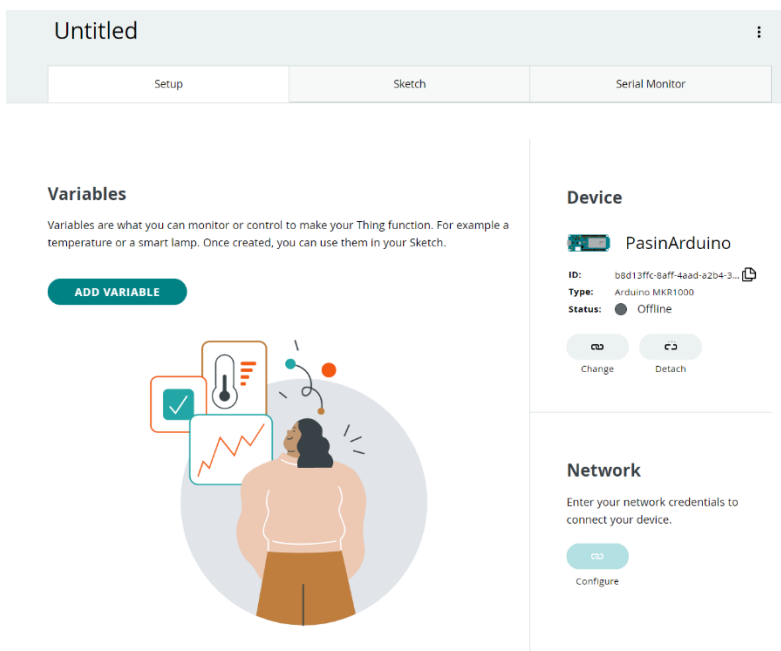 Untitled
Setup
Sketch
Serial Monitor
Variables
Variables are what you can monitor or control to make your Thing function. For example a
temperature or a smart lamp. Once created, you can use them in your Sketch.
ADD VARIABLE
Device
PasinArduino
ID: b8d13ffc-8aff-4aad-a2b4-3...
Type: Arduino MKR1000
Status: Offline
Change
Detach
Network
Enter your network credentials to
connect your device.
Configure